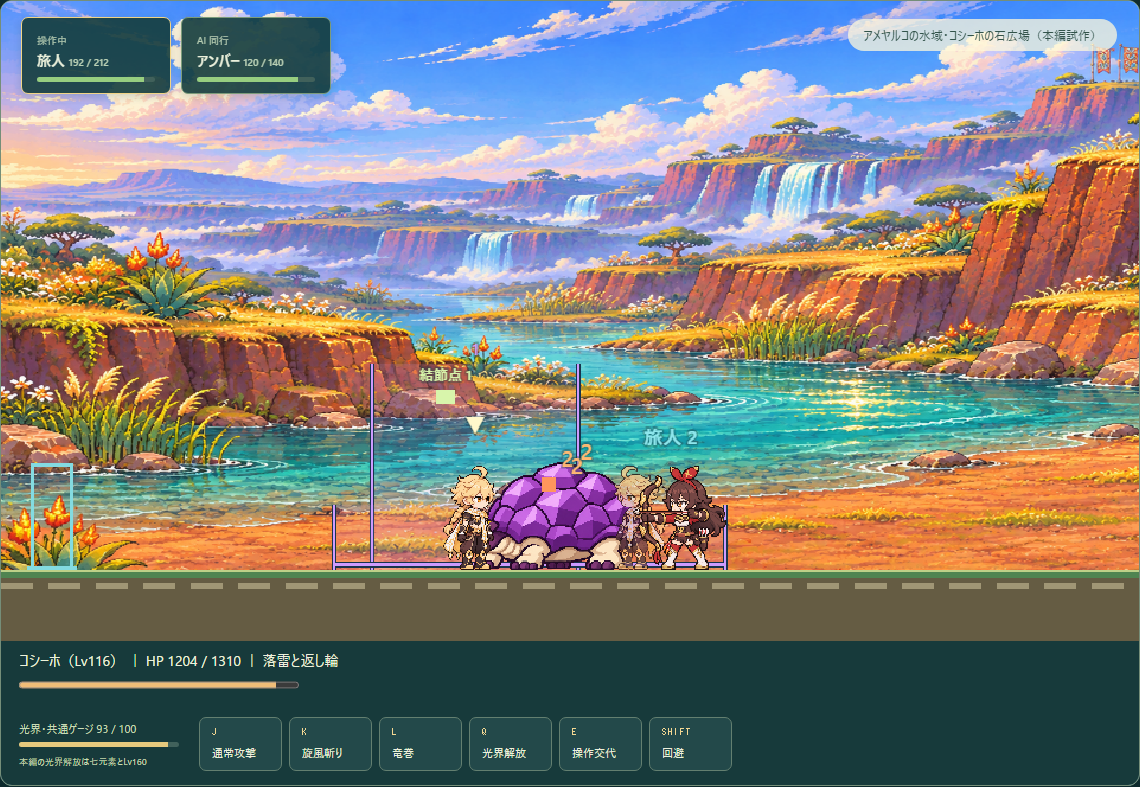 操作中
旅人 192 / 212
AI 同行
アンバー 120 / 140
アメヤルコの水域・コシーホの石広場（本編試作）
結節点 1
旅人 2
2
2
2
コシーホ（Lv116） | HP 1204 / 1310 | 落雷と返し輪
光界・共通ゲージ 93 / 100
本編の光界解放は七元素とLv160
J
通常攻撃
K
旋風斬り
L
竜巻
Q
光界解放
E
操作交代
SHIFT
回避